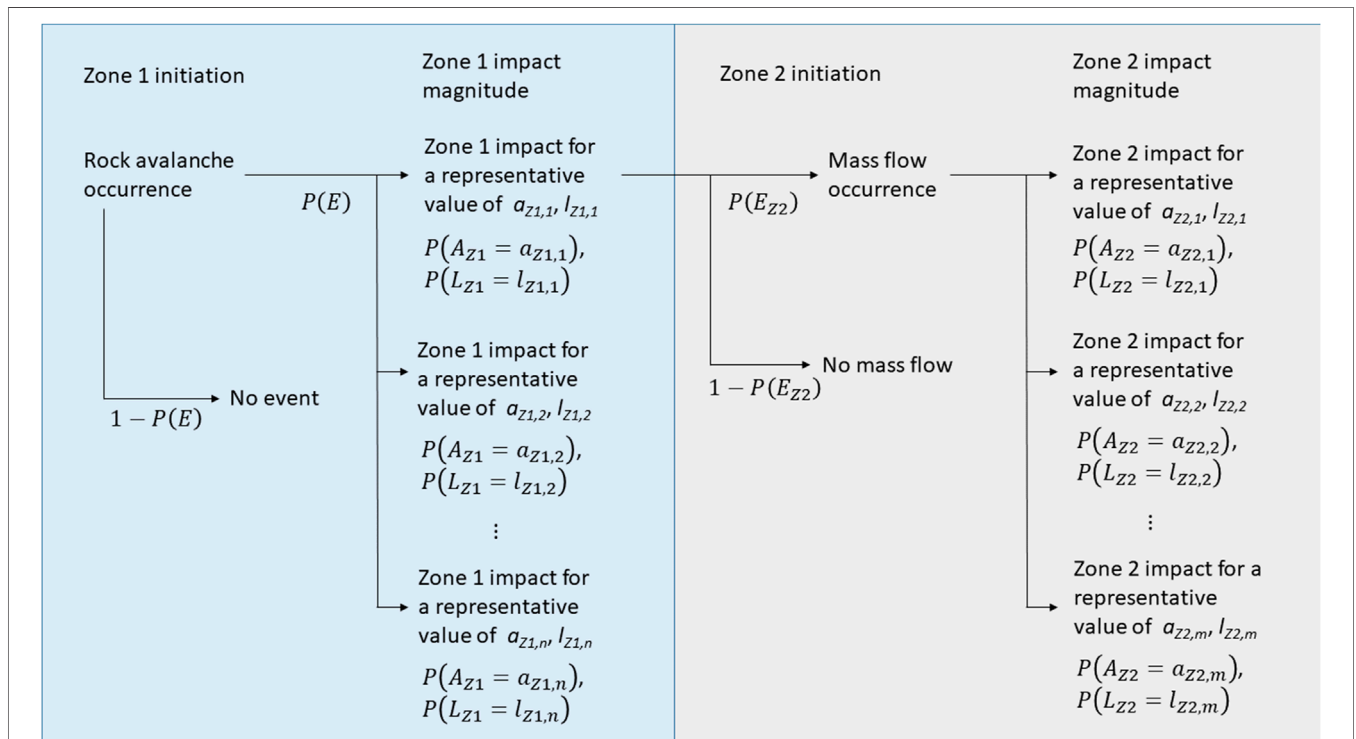 Zone 1 initiation
Zone 1 impact
magnitude
Rock avalanche
occurrence
P(E)
1 − P(E)
No event
Zone 1 impact for
a representative
value of a_{Z1,1}, l_{Z1,1}
P(A_{Z1} = a_{Z1,1}),
P(L_{Z1} = l_{Z1,1})
Zone 1 impact for
a representative
value of a_{Z1,2}, l_{Z1,2}
P(A_{Z1} = a_{Z1,2}),
P(L_{Z1} = l_{Z1,2})
⋮
Zone 1 impact for
a representative
value of a_{Z1,n}, l_{Z1,n}
P(A_{Z1} = a_{Z1,n}),
P(L_{Z1} = l_{Z1,n})
Zone 2 initiation
Zone 2 impact
magnitude
P(E_{Z2})
Mass flow
occurrence
1 − P(E_{Z2})
No mass flow
Zone 2 impact for
a representative
value of a_{Z2,1}, l_{Z2,1}
P(A_{Z2} = a_{Z2,1}),
P(L_{Z2} = l_{Z2,1})
Zone 2 impact for
a representative
value of a_{Z2,2}, l_{Z2,2}
P(A_{Z2} = a_{Z2,2}),
P(L_{Z2} = l_{Z2,2})
⋮
Zone 2 impact for a
representative
value of a_{Z2,m}, l_{Z2,m}
P(A_{Z2} = a_{Z2,m}),
P(L_{Z2} = l_{Z2,m})